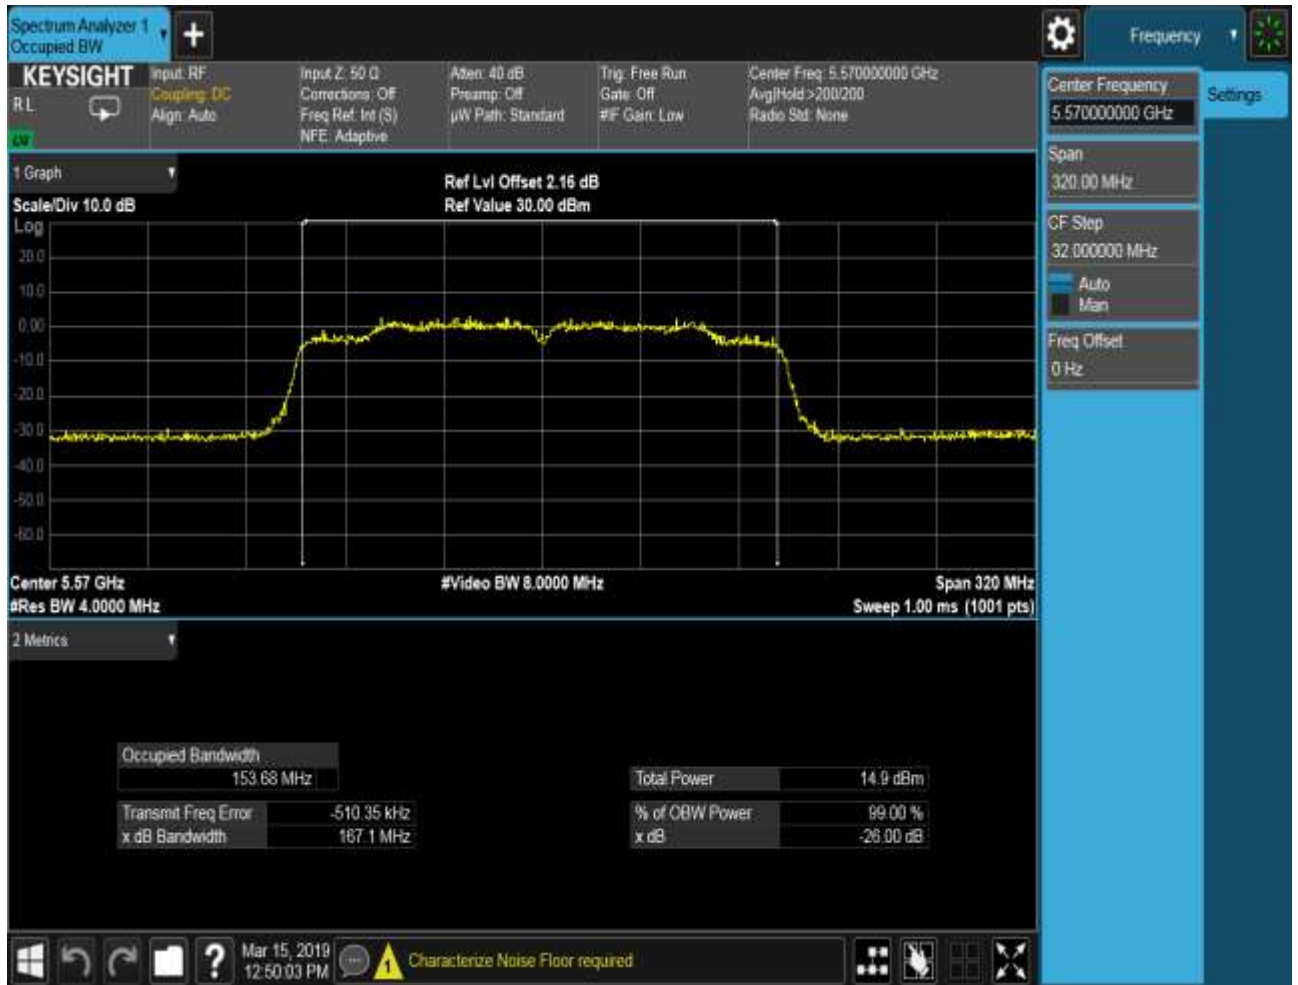 Spectrum Analyzer 1
Occupied BW
+
Frequency
KEYSIGHT
RL
Input: RF
Coupling: DC
Align: Auto
Input Z: 50 Ω
Corrections: Off
Freq Ref: Int (S)
NFE: Adaptive
Atten: 40 dB
Preamp: Off
µW Path: Standard
Trig: Free Run
Gate: Off
#IF Gain: Low
Center Freq: 5.570000000 GHz
Avg|Hold:>200/200
Radio Std: None
Center Frequency
5.570000000 GHz
Settings
Span
320.00 MHz
CF Step
32.000000 MHz
Auto
Man
Freq Offset
0 Hz
1 Graph
Scale/Div 10.0 dB
Ref Lvl Offset 2.16 dB
Ref Value 30.00 dBm
Log
20.0
10.0
0.00
-10.0
-20.0
-30.0
-40.0
-50.0
-60.0
Center 5.57 GHz
#Video BW 8.0000 MHz
Span 320 MHz
#Res BW 4.0000 MHz
Sweep 1.00 ms (1001 pts)
2 Metrics
Occupied Bandwidth
153.68 MHz
Total Power 14.9 dBm
Transmit Freq Error -510.35 kHz
% of OBW Power 99.00 %
x dB Bandwidth 167.1 MHz
x dB -26.00 dB
?
Mar 15, 2019
12:50:03 PM
1
Characterize Noise Floor required